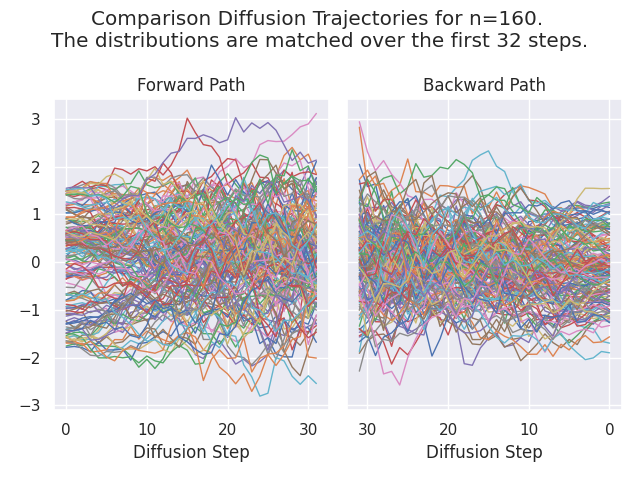 Comparison Diffusion Trajectories for n=160.
The distributions are matched over the first 32 steps.
Forward Path
Backward Path
3
2
1
0
−1
−2
−3
0
10
20
30
30
20
10
0
Diffusion Step
Diffusion Step